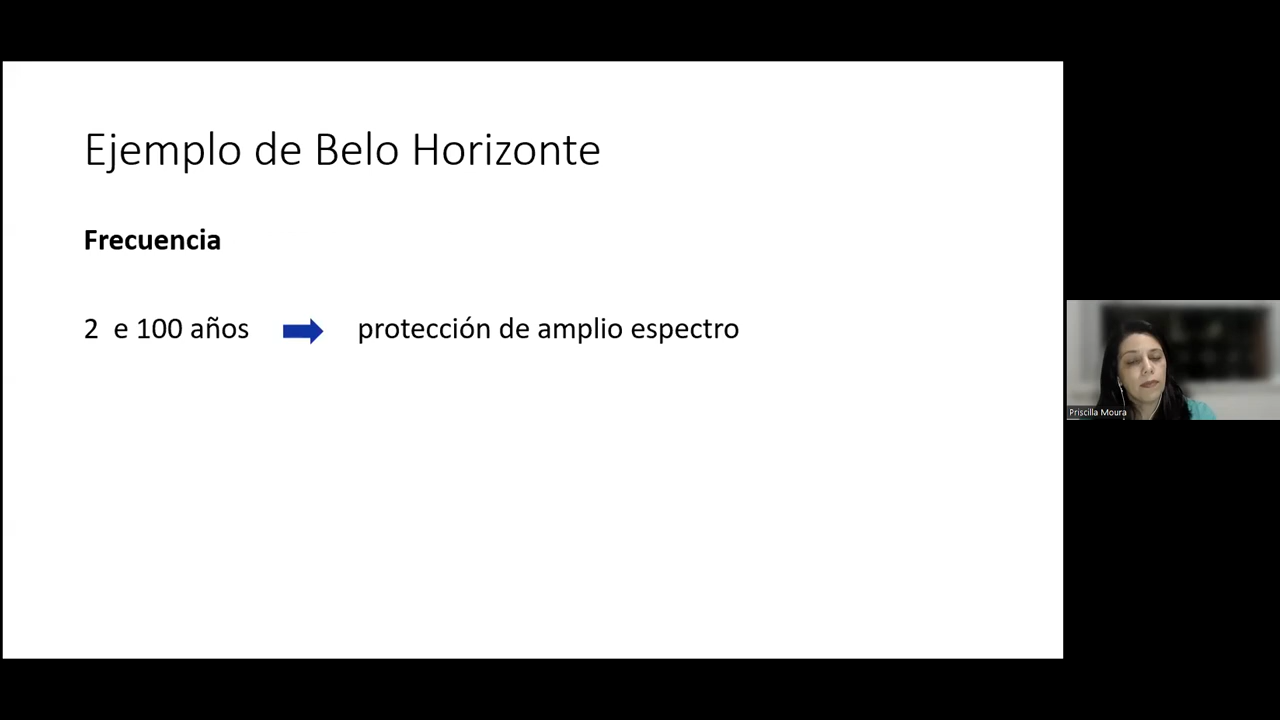 Ejemplo de Belo Horizonte
Frecuencia
2 e 100 años protección de amplio espectro
Priscilla Moura